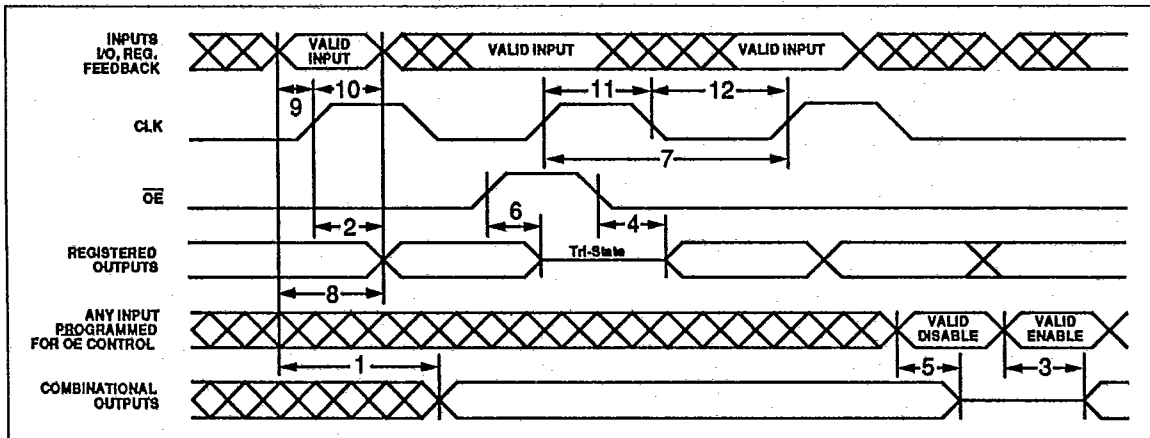 INPUTS
I/O, REG.
FEEDBACK
VALID
INPUT
VALID INPUT
VALID INPUT
9
10
11
12
CLK
7
OE
6
4
2
REGISTERED
OUTPUTS
Tri-State
8
ANY INPUT
PROGRAMMED
FOR OE CONTROL
VALID
DISABLE
VALID
ENABLE
1
5
3
COMBINATIONAL
OUTPUTS